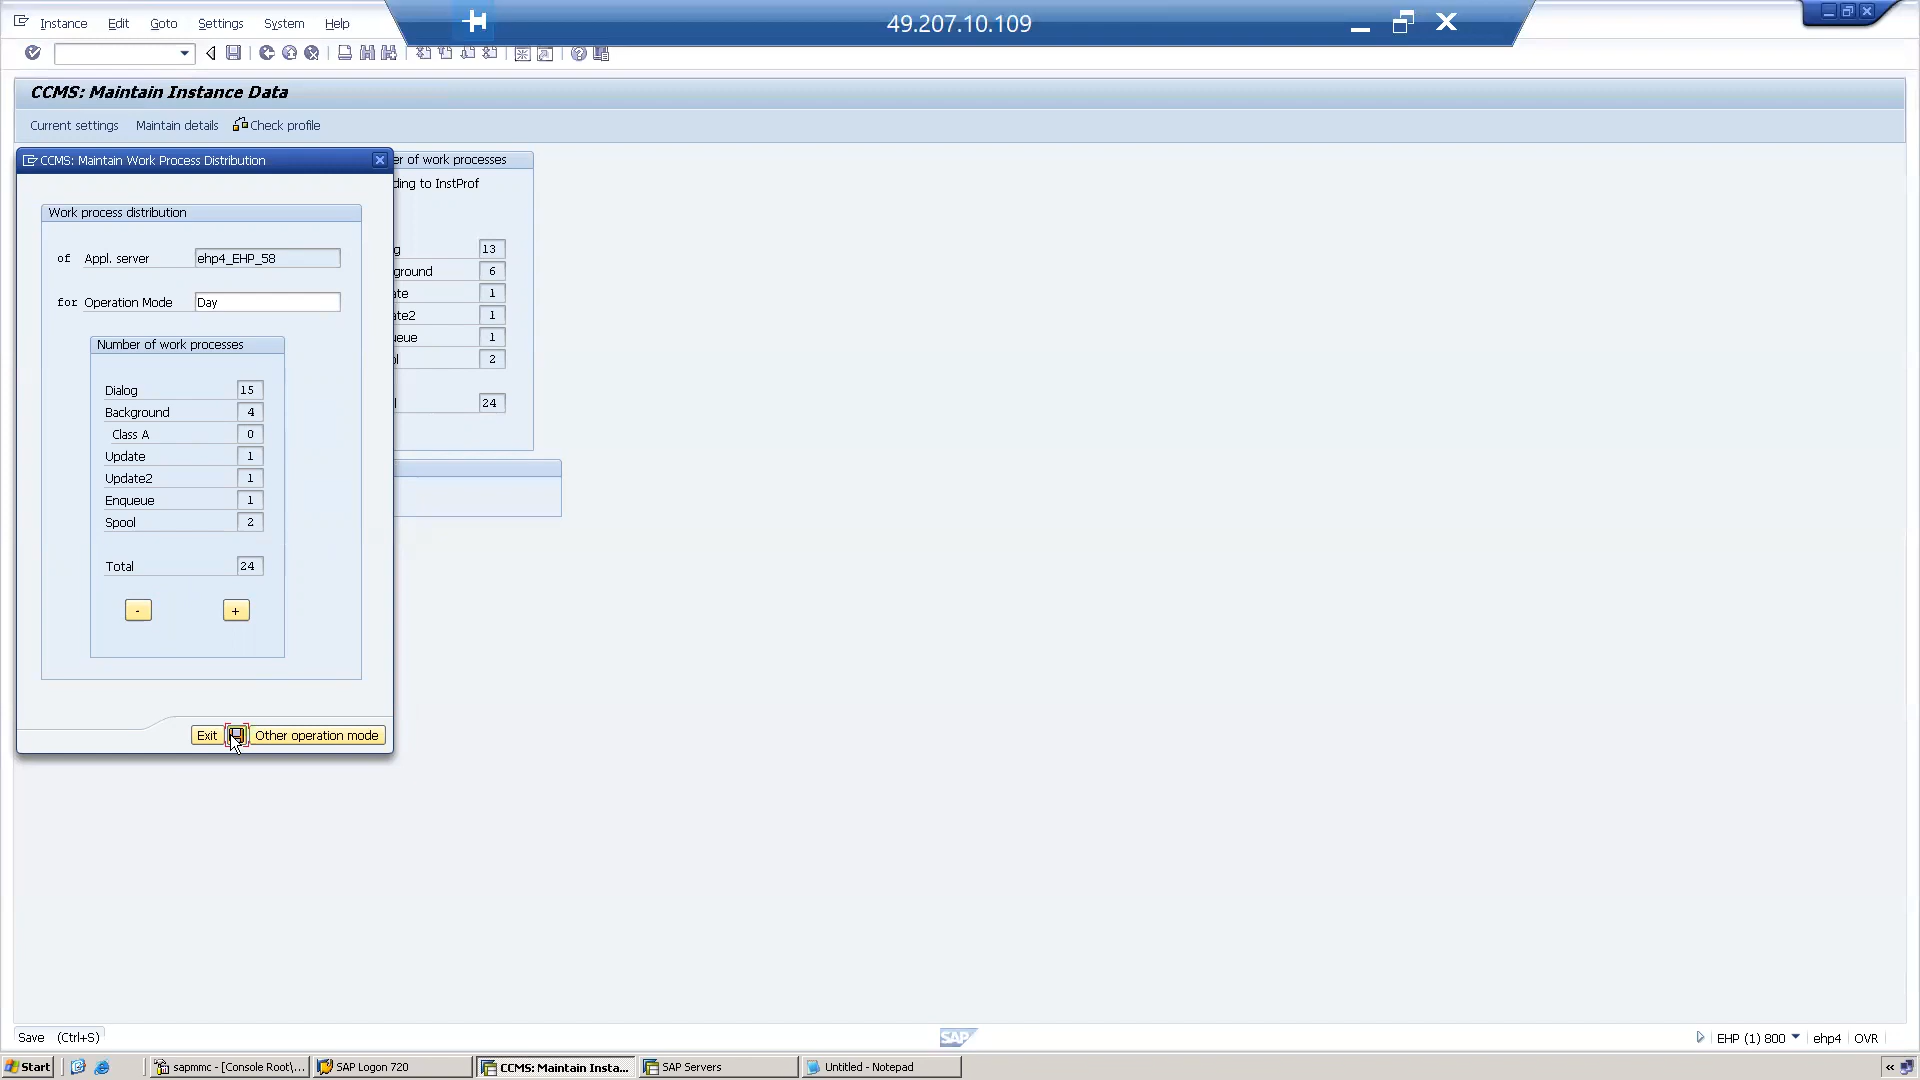 Instance Edit Goto Settings System Help
49.207.10.109
CCMS: Maintain Instance Data
Current settings Maintain details Check profile
CCMS: Maintain Work Process Distribution
er of work processes
ding to InstProf
Work process distribution
of Appl. server ehp4_EHP_58
for Operation Mode Day
g 13
ground 6
ate 1
ate2 1
ueue 1
ol 2
l 24
Number of work processes
Dialog 15
Background 4
Class A 0
Update 1
Update2 1
Enqueue 1
Spool 2
Total 24
- +
Exit Other operation mode
Save (Ctrl+S)
SAP
EHP (1) 800 ehp4 OVR
Start sapmmc - [Console Root\... SAP Logon 720 CCMS: Maintain Insta... SAP Servers Untitled - Notepad «